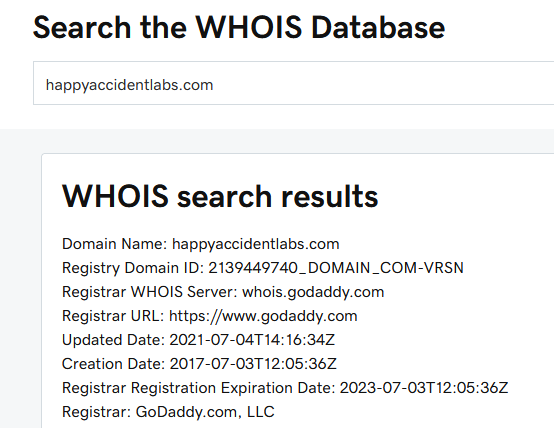 Search the WHOIS Database
happyaccidentlabs.com
WHOIS search results
Domain Name: happyaccidentlabs.com
Registry Domain ID: 2139449740_DOMAIN_COM-VRSN
Registrar WHOIS Server: whois.godaddy.com
Registrar URL: https://www.godaddy.com
Updated Date: 2021-07-04T14:16:34Z
Creation Date: 2017-07-03T12:05:36Z
Registrar Registration Expiration Date: 2023-07-03T12:05:36Z
Registrar: GoDaddy.com, LLC